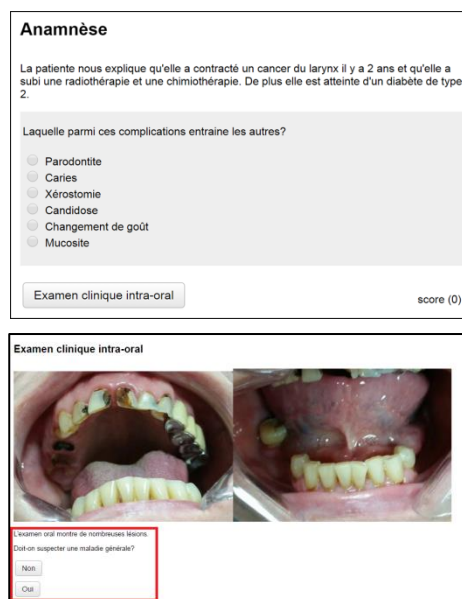 Anamnèse
La patiente nous explique qu'elle a contracté un cancer du larynx il y a 2 ans et qu'elle a
subi une radiothérapie et une chimiothérapie. De plus elle est atteinte d'un diabète de type
2.
Laquelle parmi ces complications entraine les autres?
Parodontite
Caries
Xérostomie
Candidose
Changement de goût
Mucosite
Examen clinique intra-oral
score (0)
Examen clinique intra-oral
L'examen oral montre de nombreuses lésions.
Doit-on suspecter une maladie générale?
Non
Oui